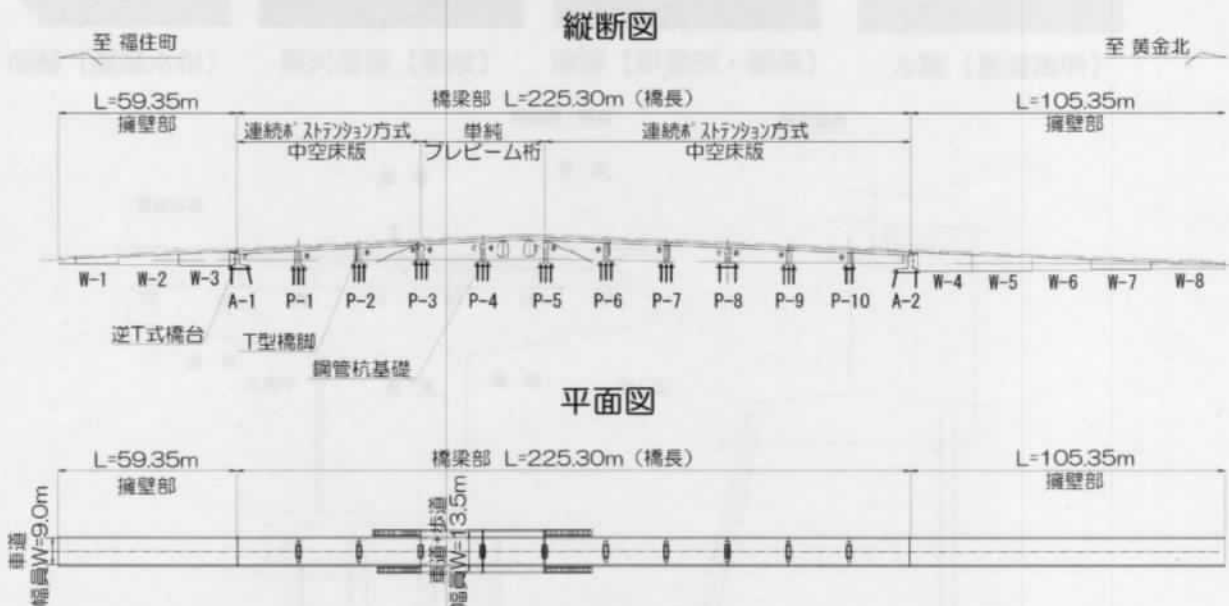 縦断図
至 福住町
至 黄金北
L=59.35m
擁壁部
橋梁部 L=225.30m（橋長）
L=105.35m
擁壁部
連続ﾎﾟｽﾄﾃﾝｼｮﾝ方式
中空床版
単純
プレビーム桁
連続ﾎﾟｽﾄﾃﾝｼｮﾝ方式
中空床版
W-1 W-2 W-3 A-1 P-1 P-2 P-3 P-4 P-5 P-6 P-7 P-8 P-9 P-10 A-2 W-4 W-5 W-6 W-7 W-8
逆T式橋台
T型橋脚
鋼管杭基礎
平面図
L=59.35m
擁壁部
橋梁部 L=225.30m（橋長）
L=105.35m
擁壁部
車道
幅員W=9.0m
車道+歩道
幅員W=13.5m